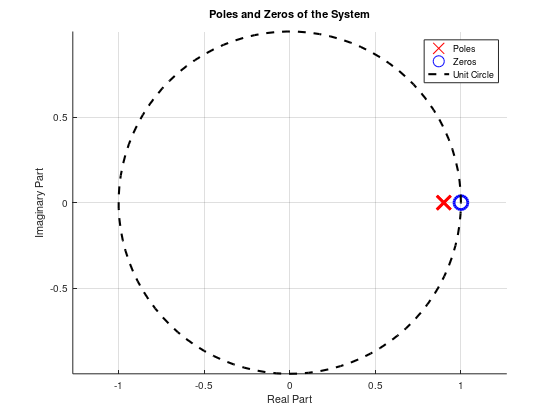 Poles and Zeros of the System
Poles
Zeros
Unit Circle
0.5
0
-0.5
Imaginary Part
-1
-0.5
0
0.5
1
Real Part